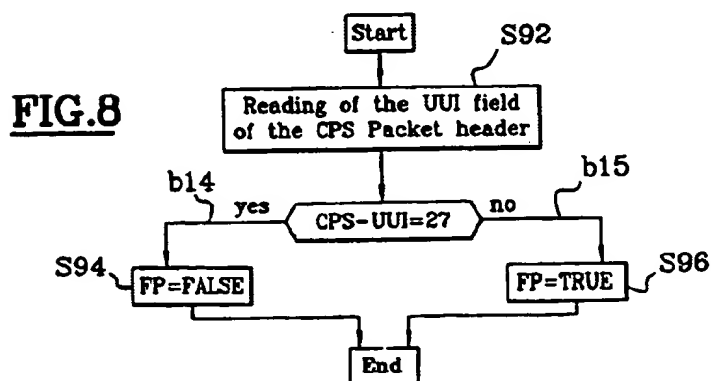 Start
S92
FIG.8
Reading of the UUI field
of the CPS Packet header
b14
yes
CPS-UUI=27
no
b15
S94
FP=FALSE
FP=TRUE
S96
End